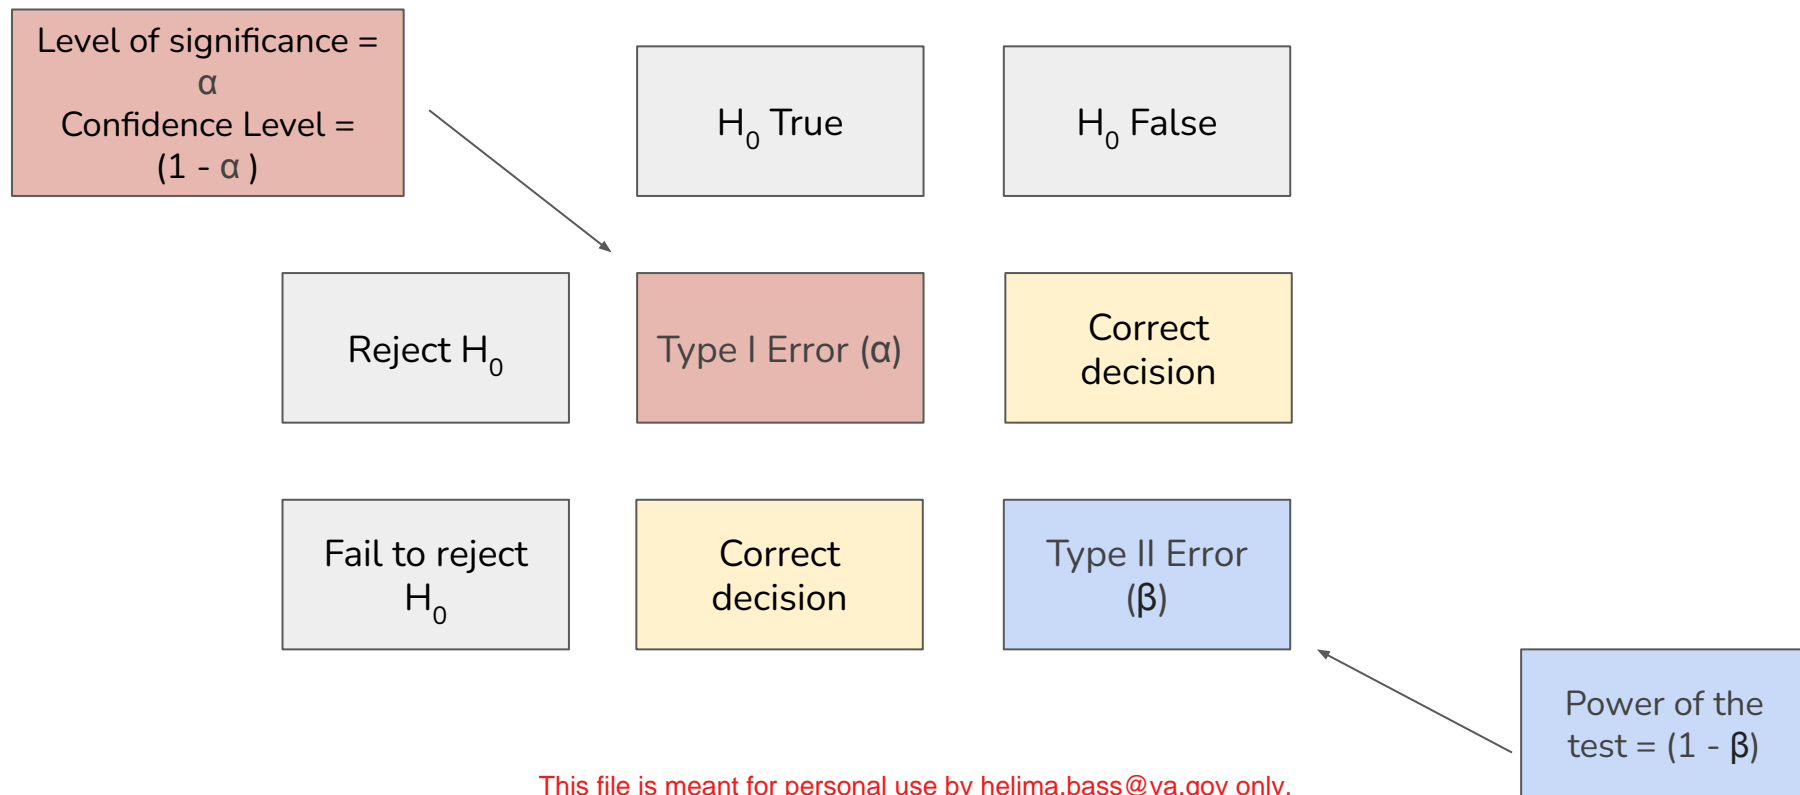 Level of significance =
α
Confidence Level =
(1 - α )
H0 True
H0 False
Reject H0
Type I Error (α)
Correct
decision
Fail to reject
H0
Correct
decision
Type II Error
(β)
Power of the
test = (1 - β)
This file is meant for personal use by helima.bass@va.gov only.